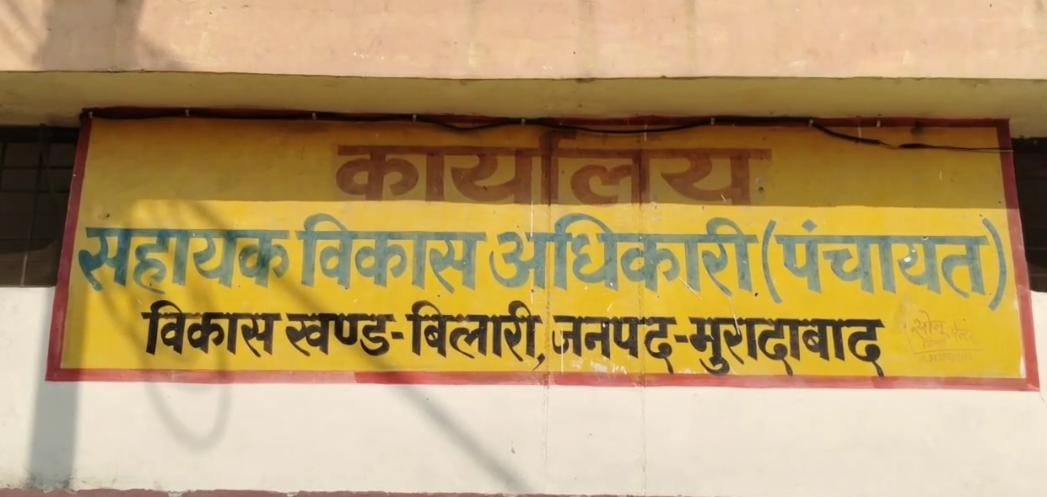 कार्यालय
सहायक विकास अधिकारी (पंचायत)
विकास खण्ड-बिलारी, जनपद-मुरादाबाद
सोनू